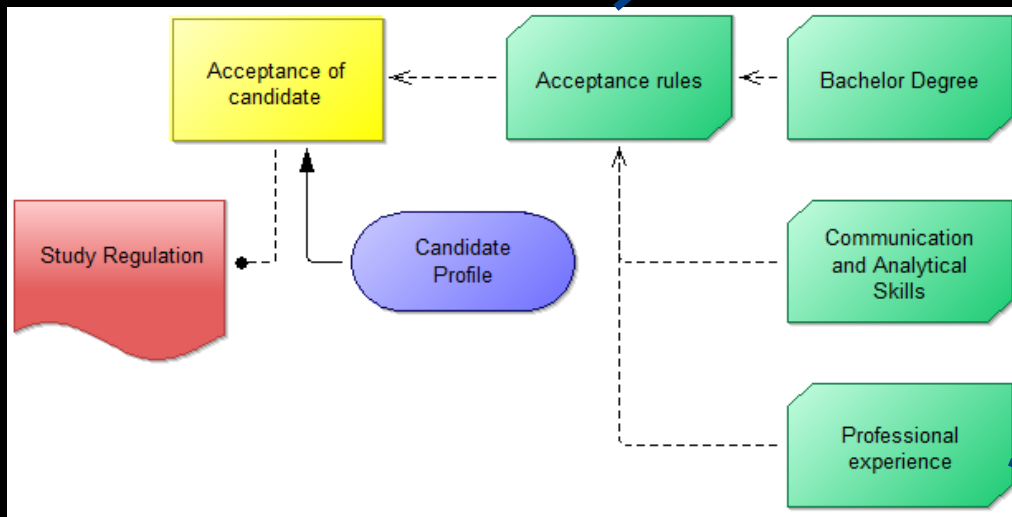 Acceptance of
candidate
Acceptance rules
Bachelor Degree
Study Regulation
Candidate
Profile
Communication
and Analytical
Skills
Professional
experience